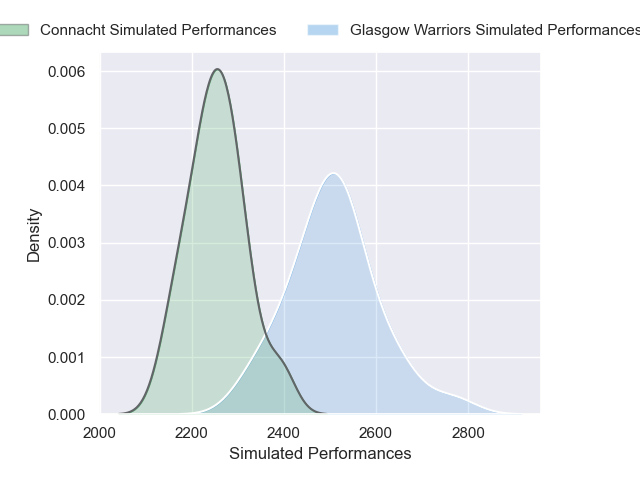 Connacht Simulated Performances Glasgow Warriors Simulated Performances
0.006
0.005
0.004
0.003
0.002
0.001
0.000
Density
2000 2200 2400 2600 2800
Simulated Performances